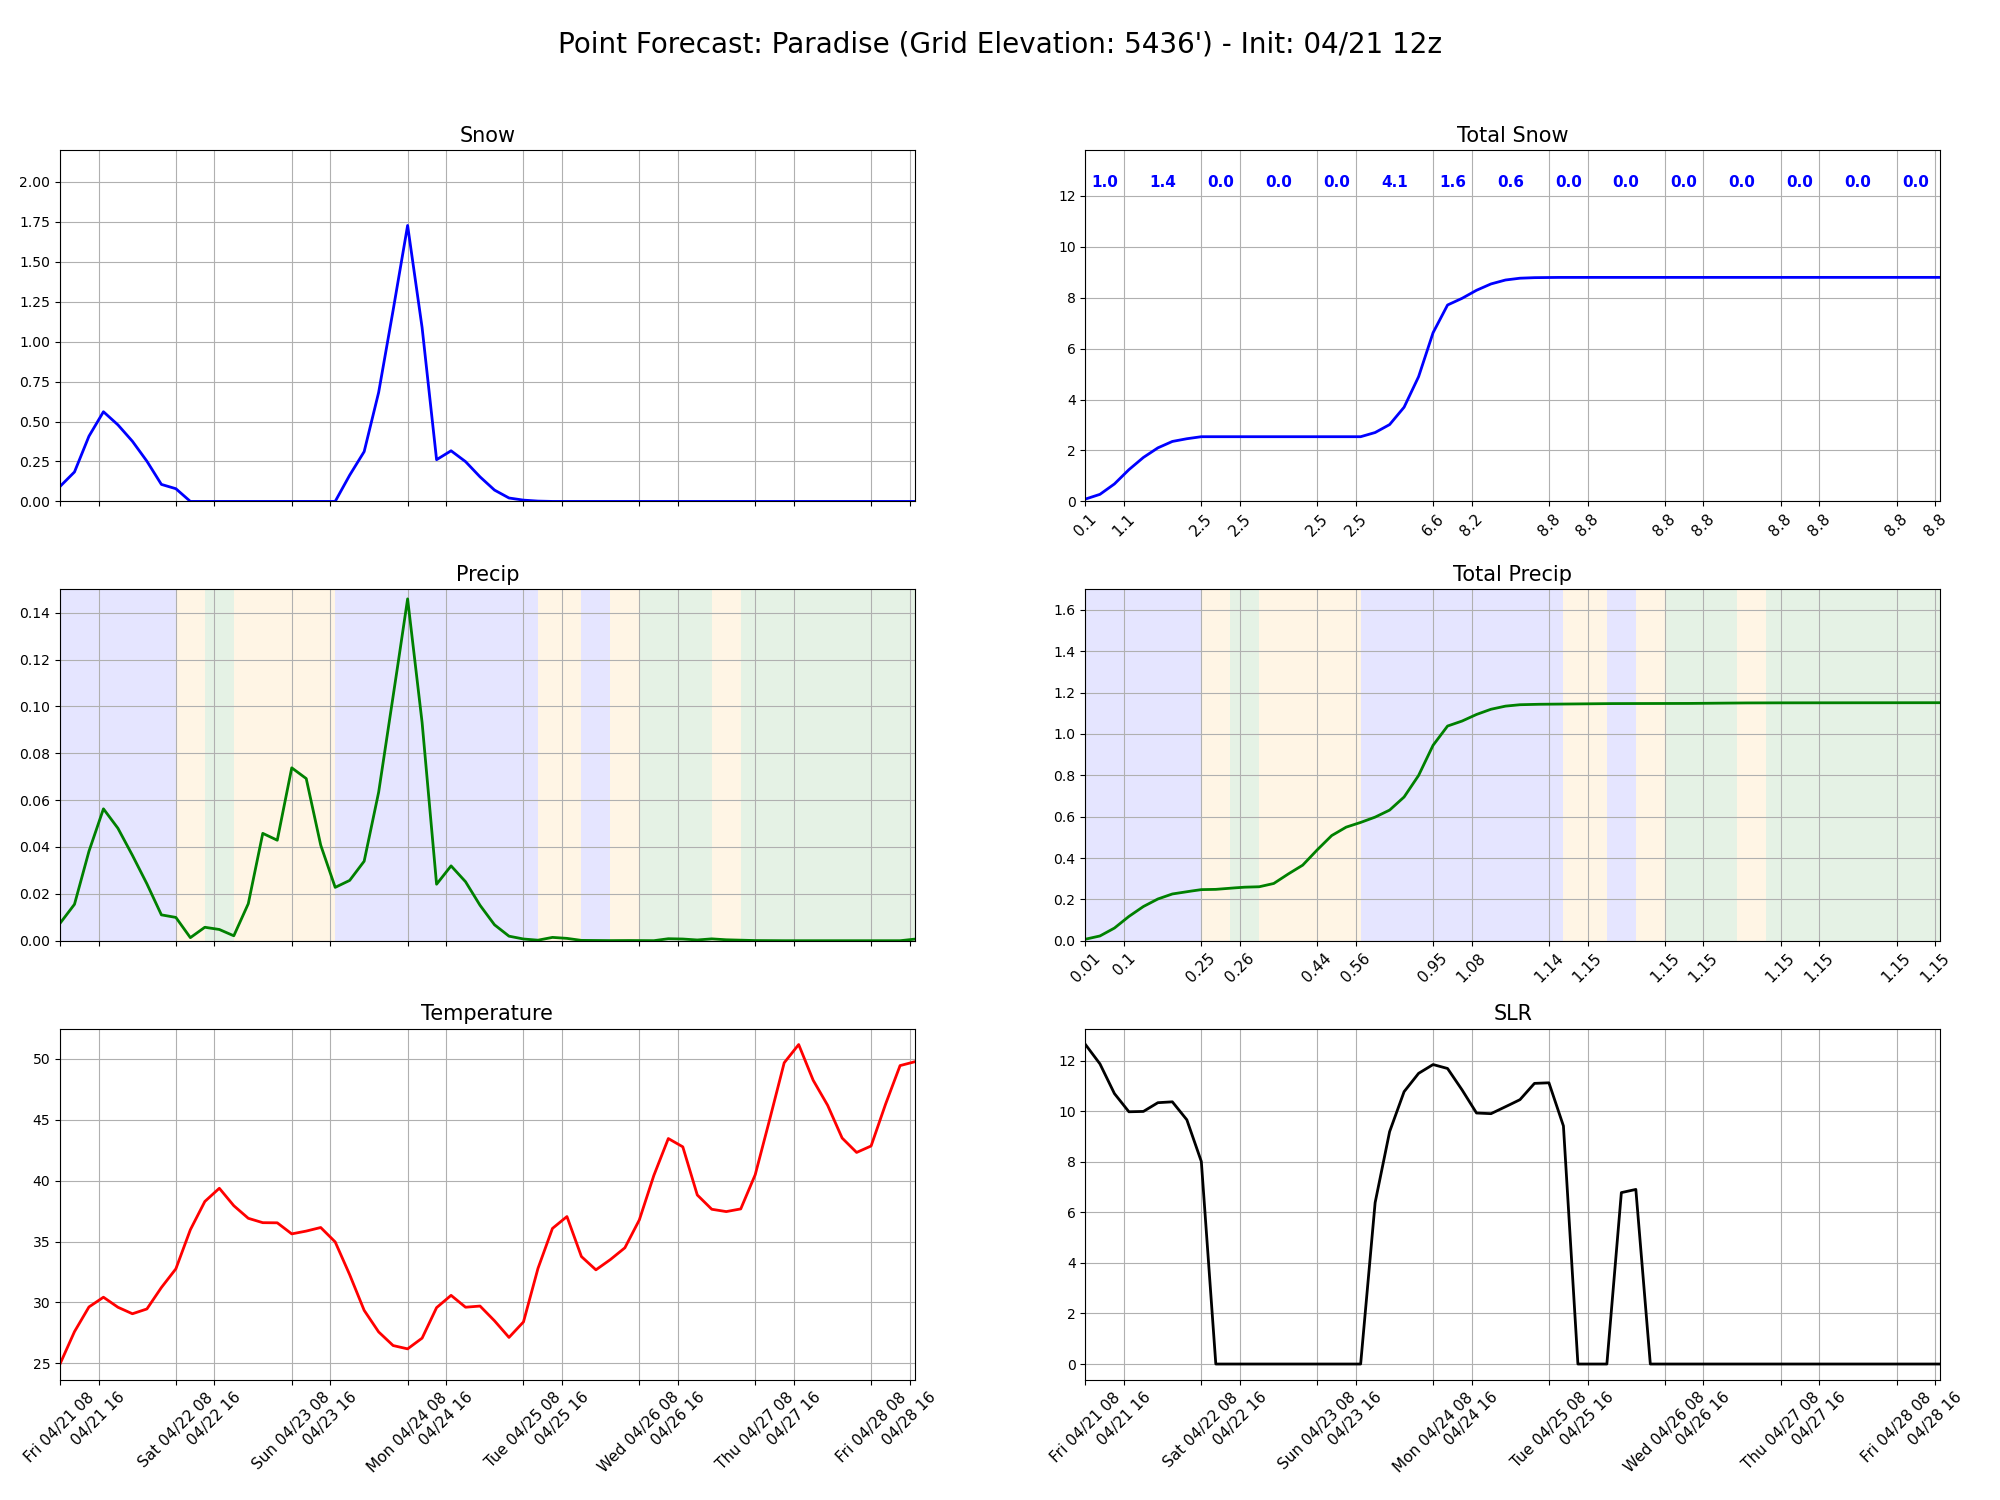 Point Forecast: Paradise (Grid Elevation: 5436') - Init: 04/21 12z
Snow
2.00
1.75
1.50
1.25
1.00
0.75
0.50
0.25
0.00
Total Snow
1.0 1.4 0.0 0.0 0.0 4.1 1.6 0.6 0.0 0.0 0.0 0.0 0.0 0.0 0.0
12
10
8
6
4
2
0
0.1 1.1 2.5 2.5 2.5 2.5 6.6 8.2 8.8 8.8 8.8 8.8 8.8 8.8 8.8 8.8
Precip
0.14
0.12
0.10
0.08
0.06
0.04
0.02
0.00
Total Precip
1.6
1.4
1.2
1.0
0.8
0.6
0.4
0.2
0.0
0.01 0.1 0.25 0.26 0.44 0.56 0.95 1.08 1.14 1.15 1.15 1.15 1.15 1.15 1.15 1.15
Temperature
50
45
40
35
30
25
Fri 04/21 08
04/21 16
Sat 04/22 08
04/22 16
Sun 04/23 08
04/23 16
Mon 04/24 08
04/24 16
Tue 04/25 08
04/25 16
Wed 04/26 08
04/26 16
Thu 04/27 08
04/27 16
Fri 04/28 08
04/28 16
SLR
12
10
8
6
4
2
0
Fri 04/21 08
04/21 16
Sat 04/22 08
04/22 16
Sun 04/23 08
04/23 16
Mon 04/24 08
04/24 16
Tue 04/25 08
04/25 16
Wed 04/26 08
04/26 16
Thu 04/27 08
04/27 16
Fri 04/28 08
04/28 16